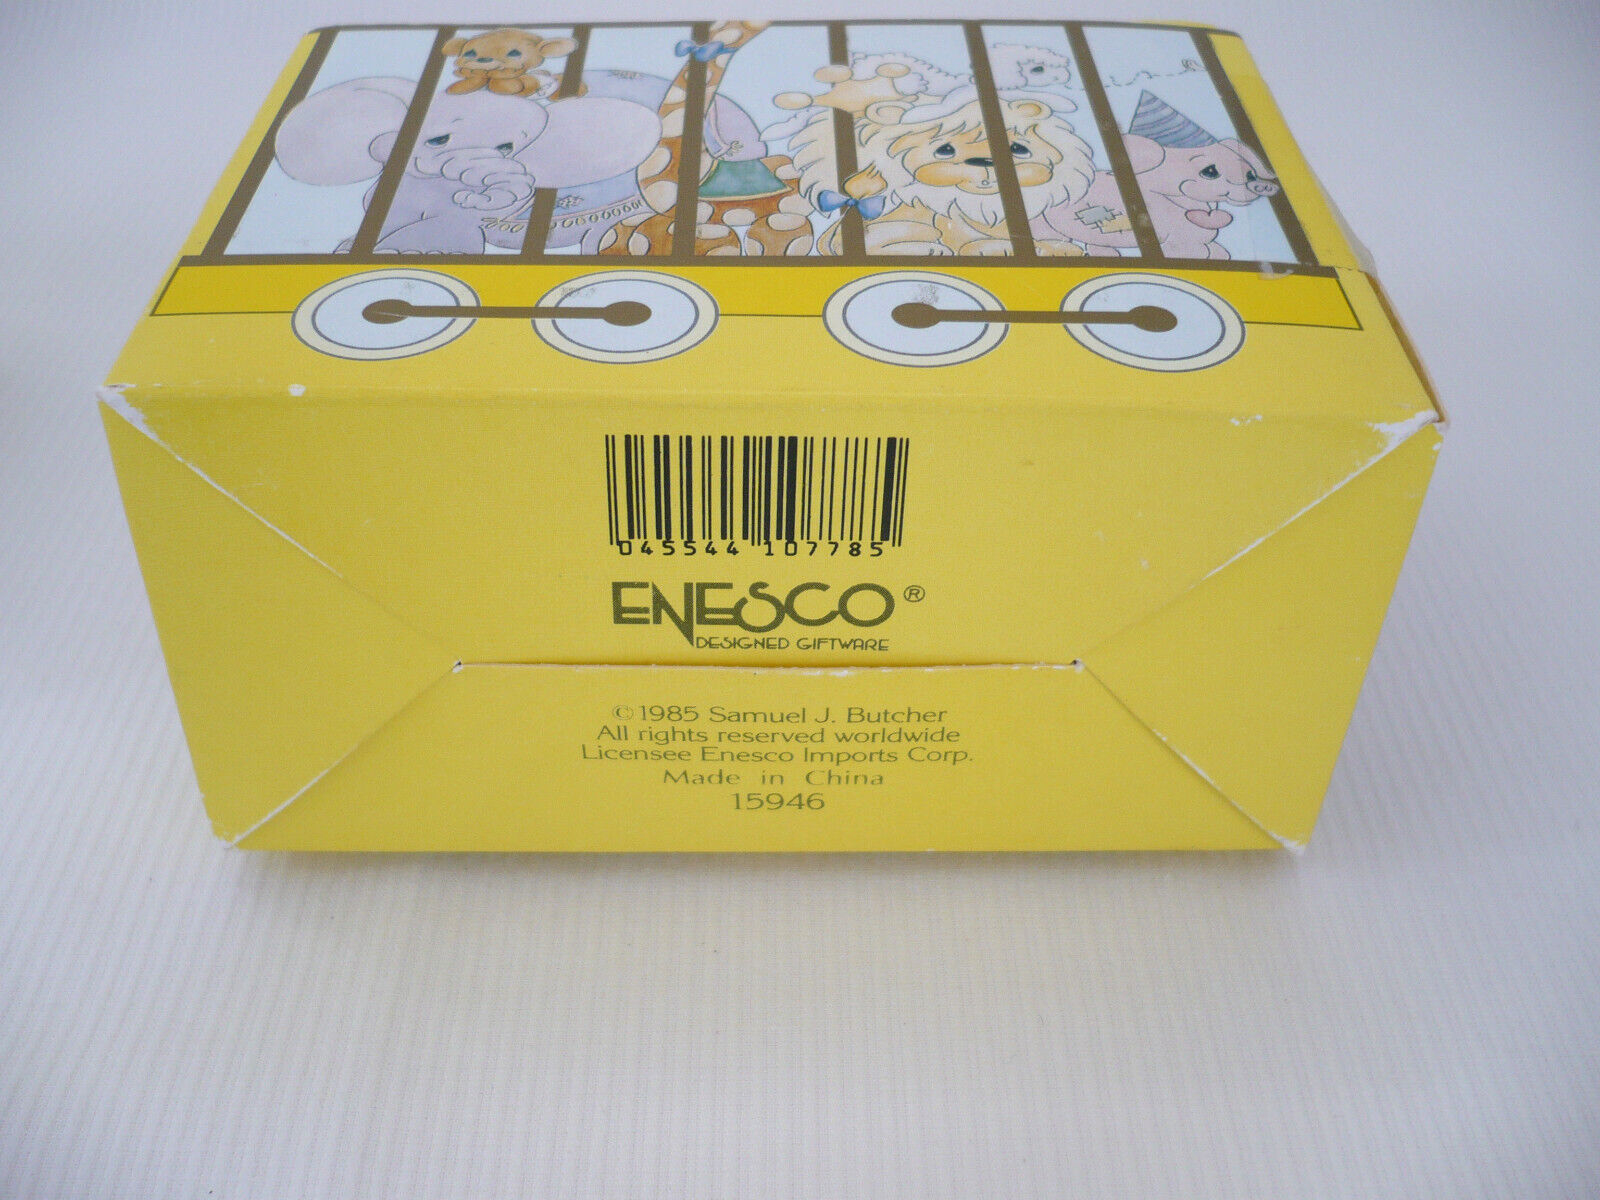 045544 107785
ENESCO®
DESIGNED GIFTWARE
©1985 Samuel J. Butcher
All rights reserved worldwide
Licensee Enesco Imports Corp.
Made in China
15946